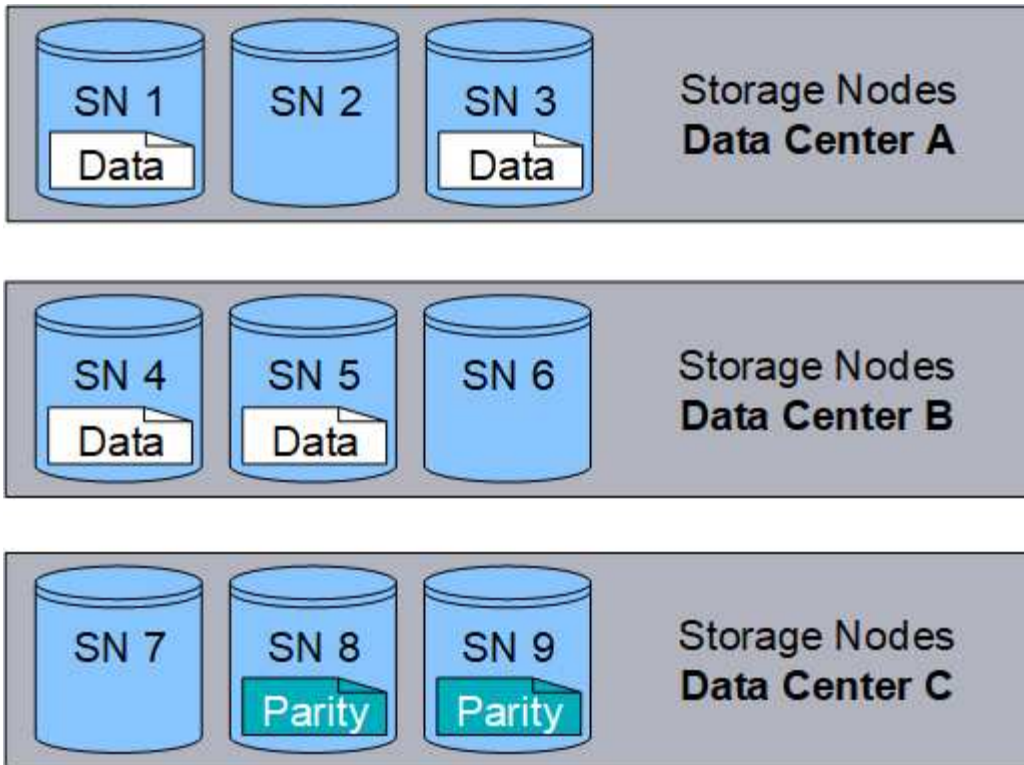 SN 1
Data
SN 2
SN 3
Data
Storage Nodes
Data Center A
SN 4
Data
SN 5
Data
SN 6
Storage Nodes
Data Center B
SN 7
SN 8
Parity
SN 9
Parity
Storage Nodes
Data Center C